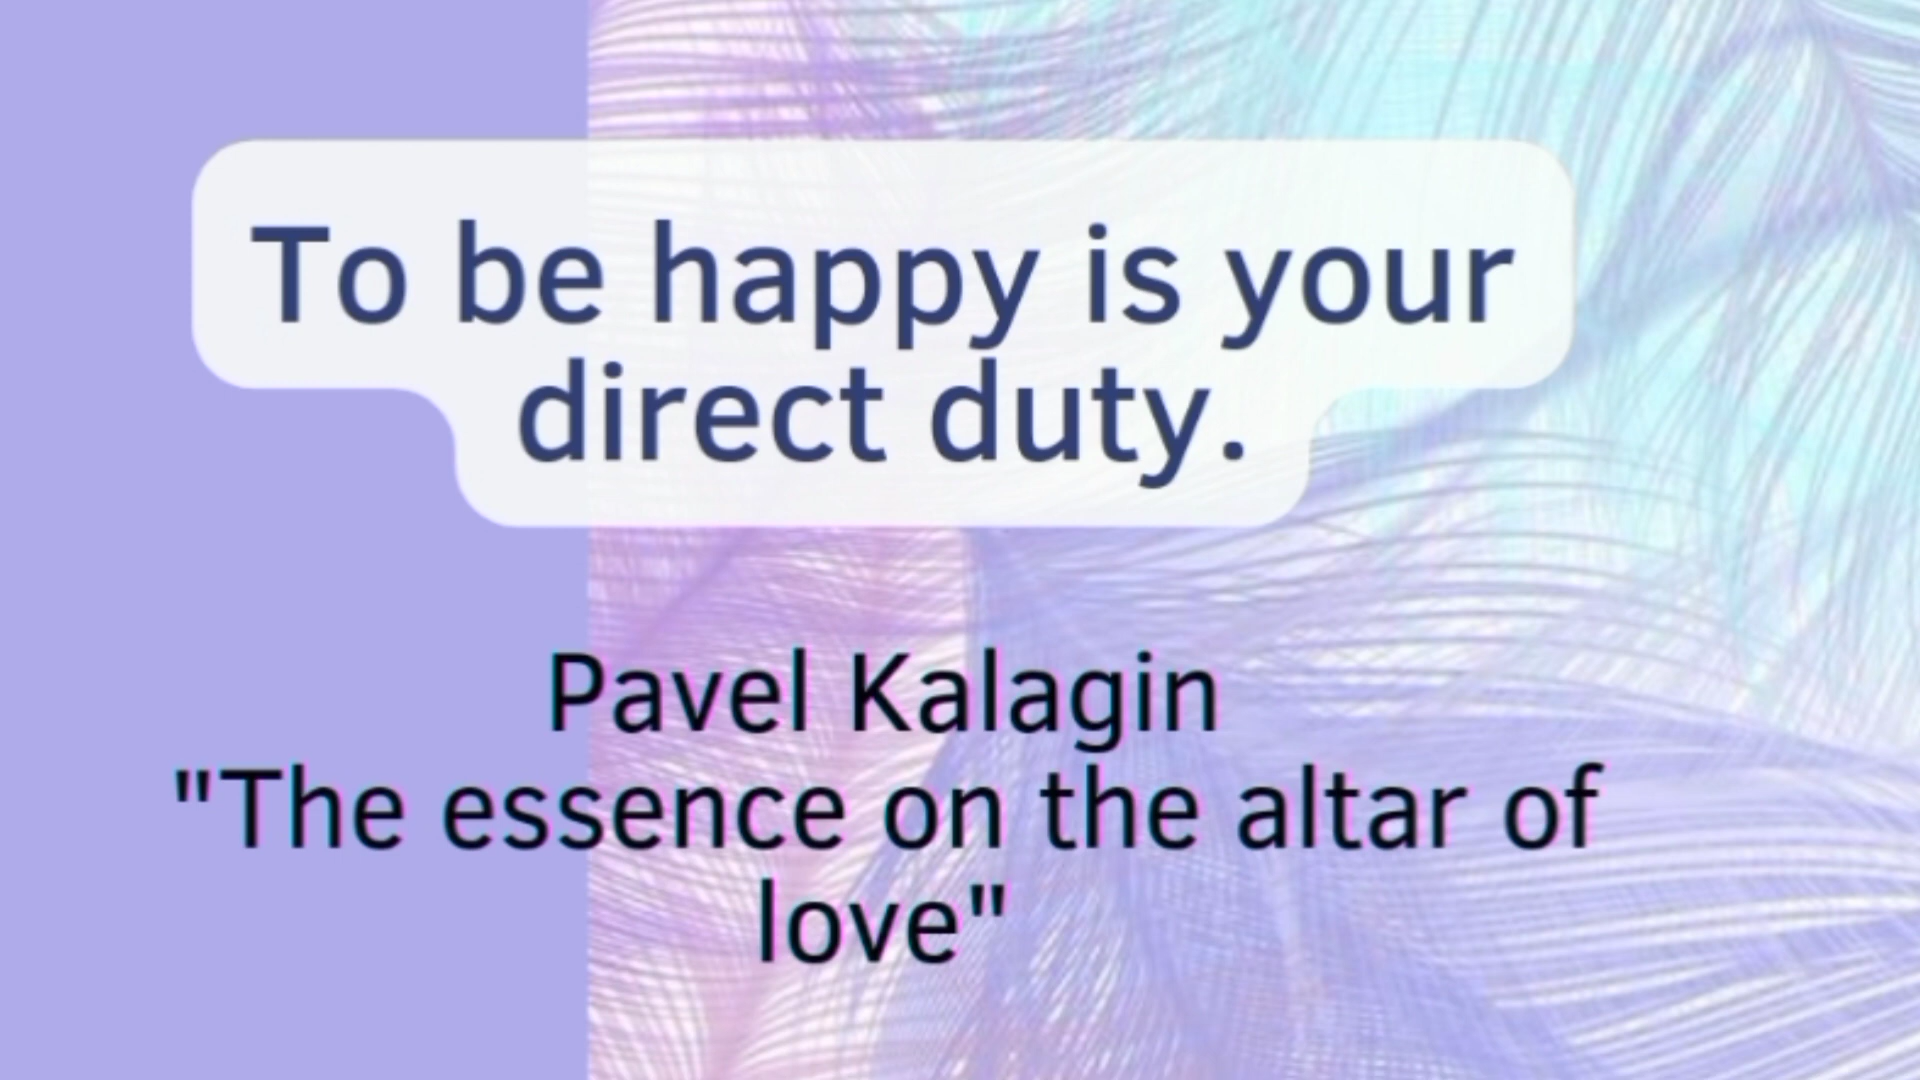 To be happy is your
direct duty.
Pavel Kalagin
"The essence on the altar of
love"